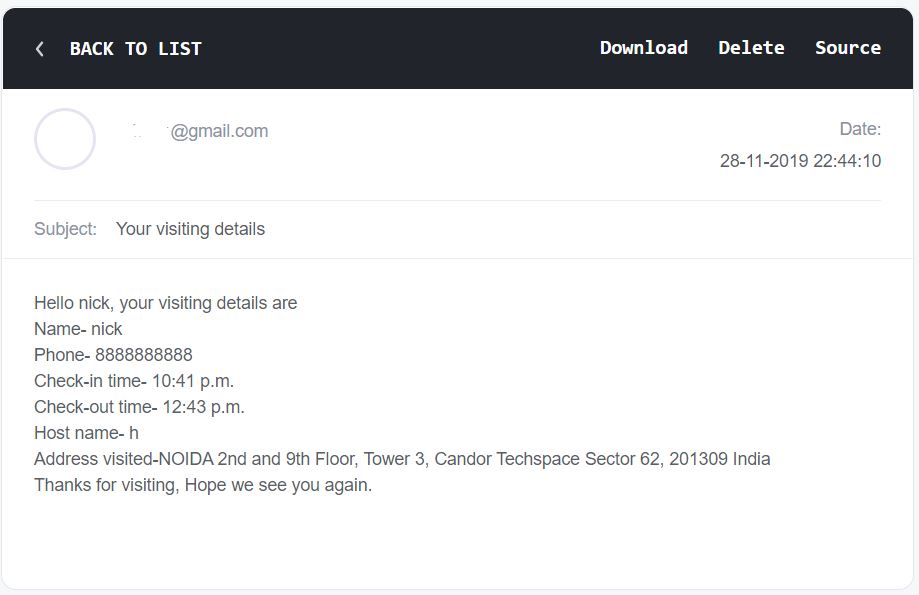 BACK TO LIST
Download Delete Source
@gmail.com
Date:
28-11-2019 22:44:10
Subject: Your visiting details
Hello nick, your visiting details are
Name- nick
Phone- 8888888888
Check-in time- 10:41 p.m.
Check-out time- 12:43 p.m.
Host name- h
Address visited-NOIDA 2nd and 9th Floor, Tower 3, Candor Techspace Sector 62, 201309 India
Thanks for visiting, Hope we see you again.